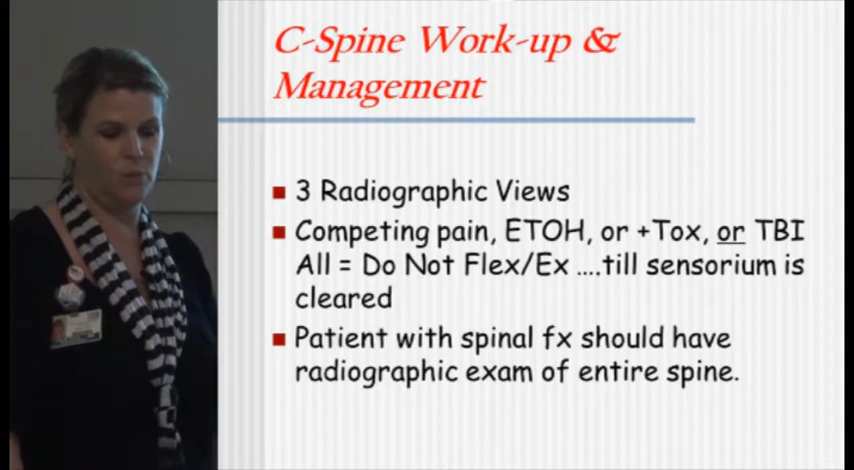 C-Spine Work-up &
Management
3 Radiographic Views
Competing pain, ETOH, or +Tox, or TBI
All = Do Not Flex/Ex ....till sensorium is
cleared
Patient with spinal fx should have
radiographic exam of entire spine.